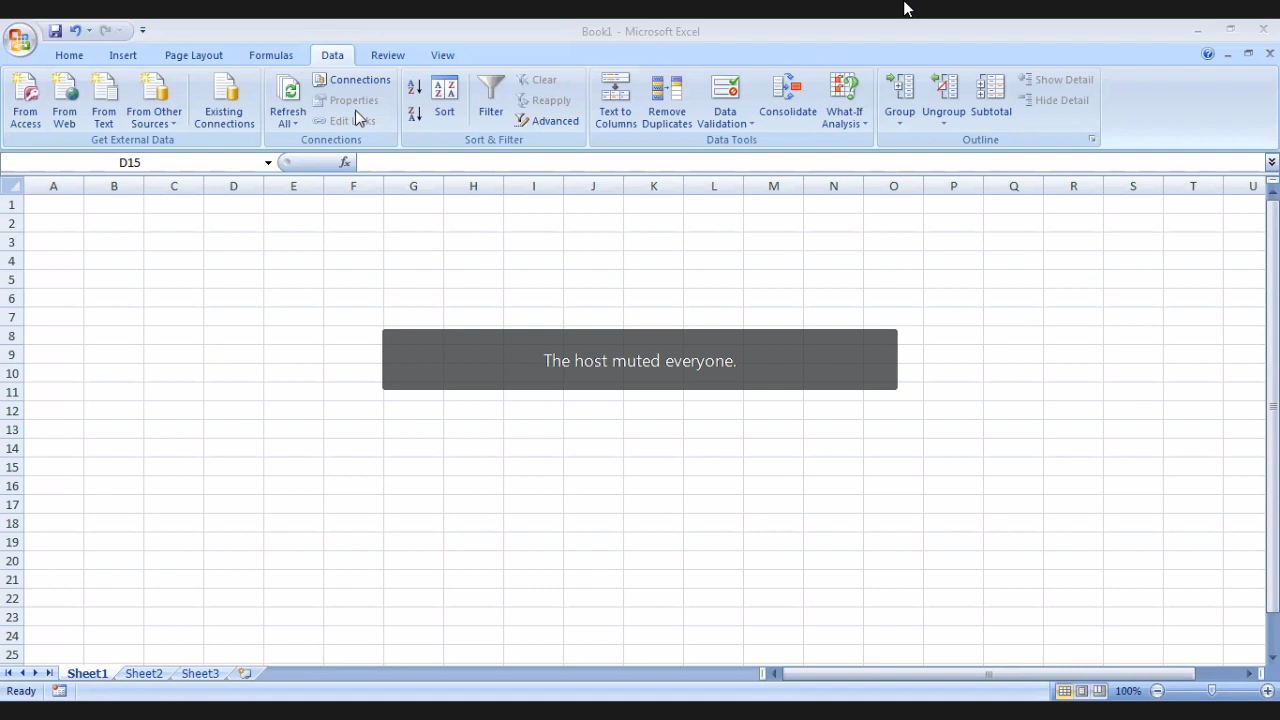 Book1 - Microsoft Excel
Home Insert Page Layout Formulas Data Review View
From Access
From Web
From Text
From Other Sources
Existing Connections
Get External Data
Refresh All
Connections
Properties
Edit
Connections
A Z
Z A
Sort
Filter
Clear
Reapply
Advanced
Sort & Filter
Text to Columns
Remove Duplicates
Data Validation
Consolidate
What-If Analysis
Data Tools
Group
Ungroup
Subtotal
Show Detail
Hide Detail
Outline
D15 fx
A B C D E F G H I J K L M N O P Q R S T U
1
2
3
4
5
6
7
8
9
The host muted everyone.
10
11
12
13
14
15
16
17
18
19
20
21
22
23
24
25
Sheet1 Sheet2 Sheet3
Ready 100%